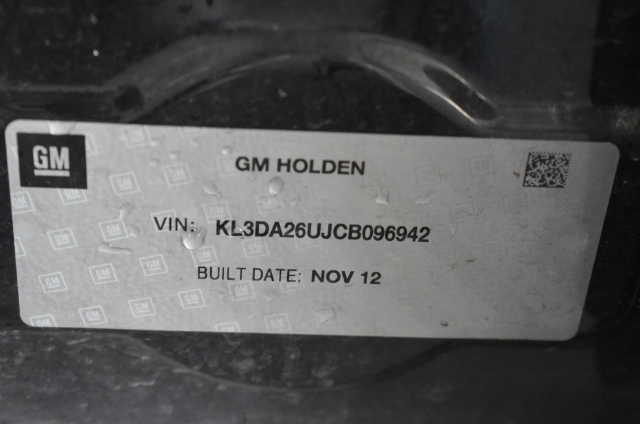 GM
GM HOLDEN
VIN: KL3DA26UJCB096942
BUILT DATE: NOV 12